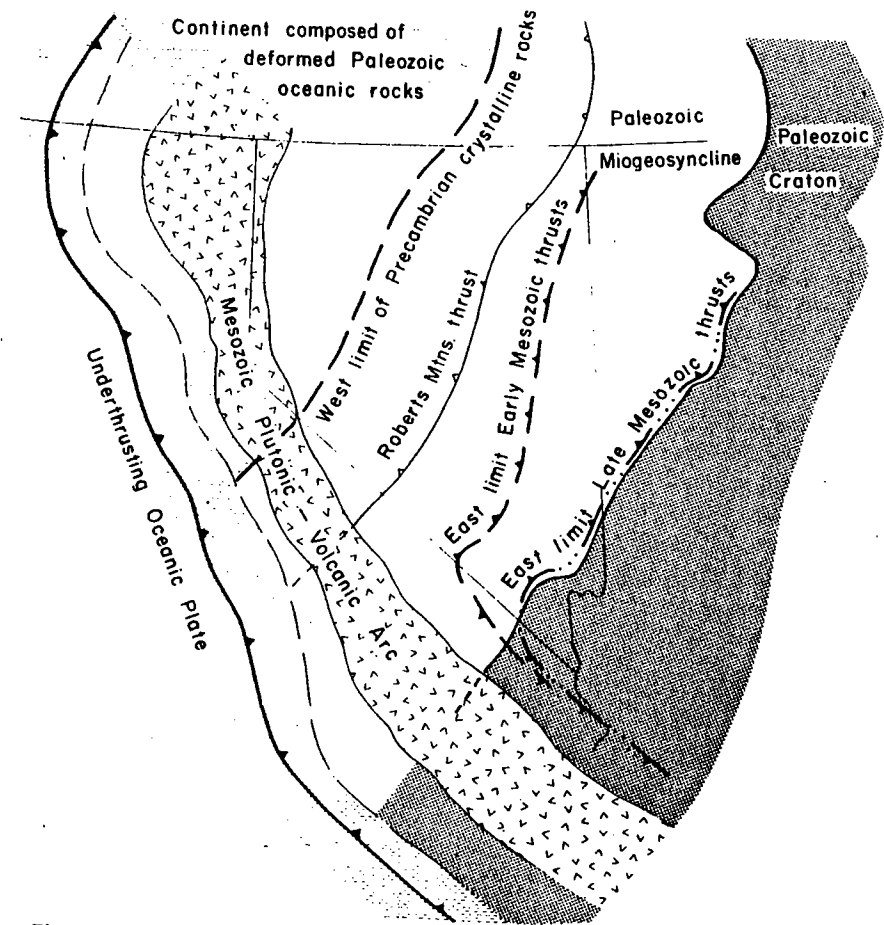 Continent composed of
deformed Paleozoic
oceanic rocks
West limit of Precambrian crystalline rocks
Paleozoic
Miogeosyncline
Paleozoic
Craton
Roberts Mtns. thrust
East limit Early Mesozoic thrusts
East limit Late Mesozoic thrusts
Mesozoic
Plutonic -
Volcanic
Arc
Underthrusting Oceanic Plate